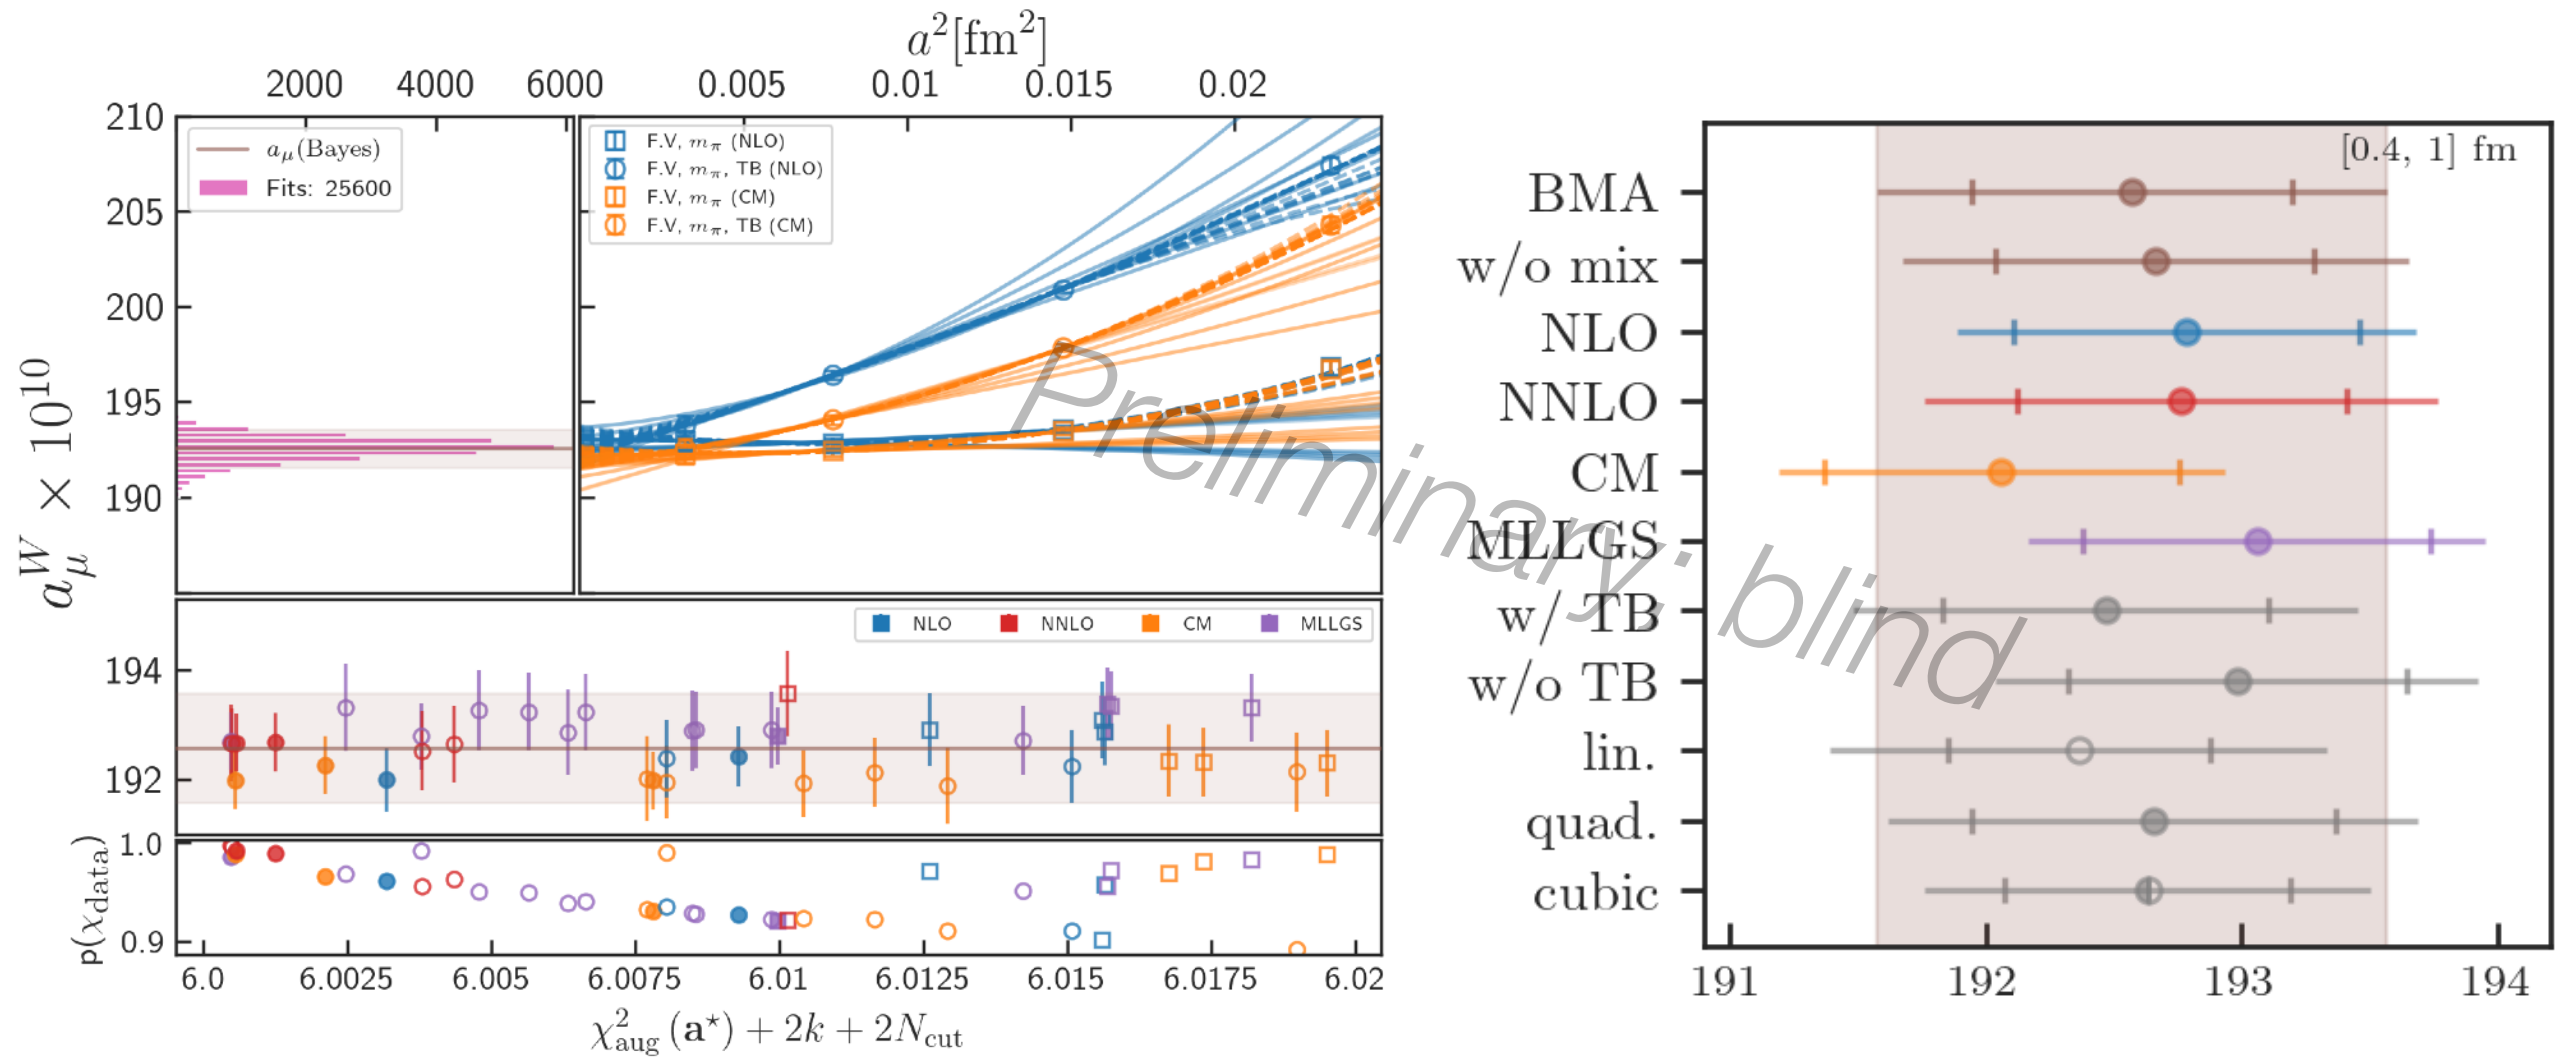 a²[fm²]
2000 4000 6000 0.005 0.01 0.015 0.02
210
205
200
195
190
a_μ^W × 10^10
a_μ(Bayes)
Fits: 25600
F.V, m_π (NLO)
F.V, m_π, TB (NLO)
F.V, m_π (CM)
F.V, m_π, TB (CM)
NLO NNLO CM MLLGS
194
192
1.0
0.9
p(χ_data)
6.0 6.0025 6.005 6.0075 6.01 6.0125 6.015 6.0175 6.02
χ²_aug (a*) + 2k + 2N_cut
[0.4, 1] fm
BMA
w/o mix
NLO
NNLO
CM
MLLGS
w/ TB
w/o TB
lin.
quad.
cubic
191 192 193 194
Preliminary; blind